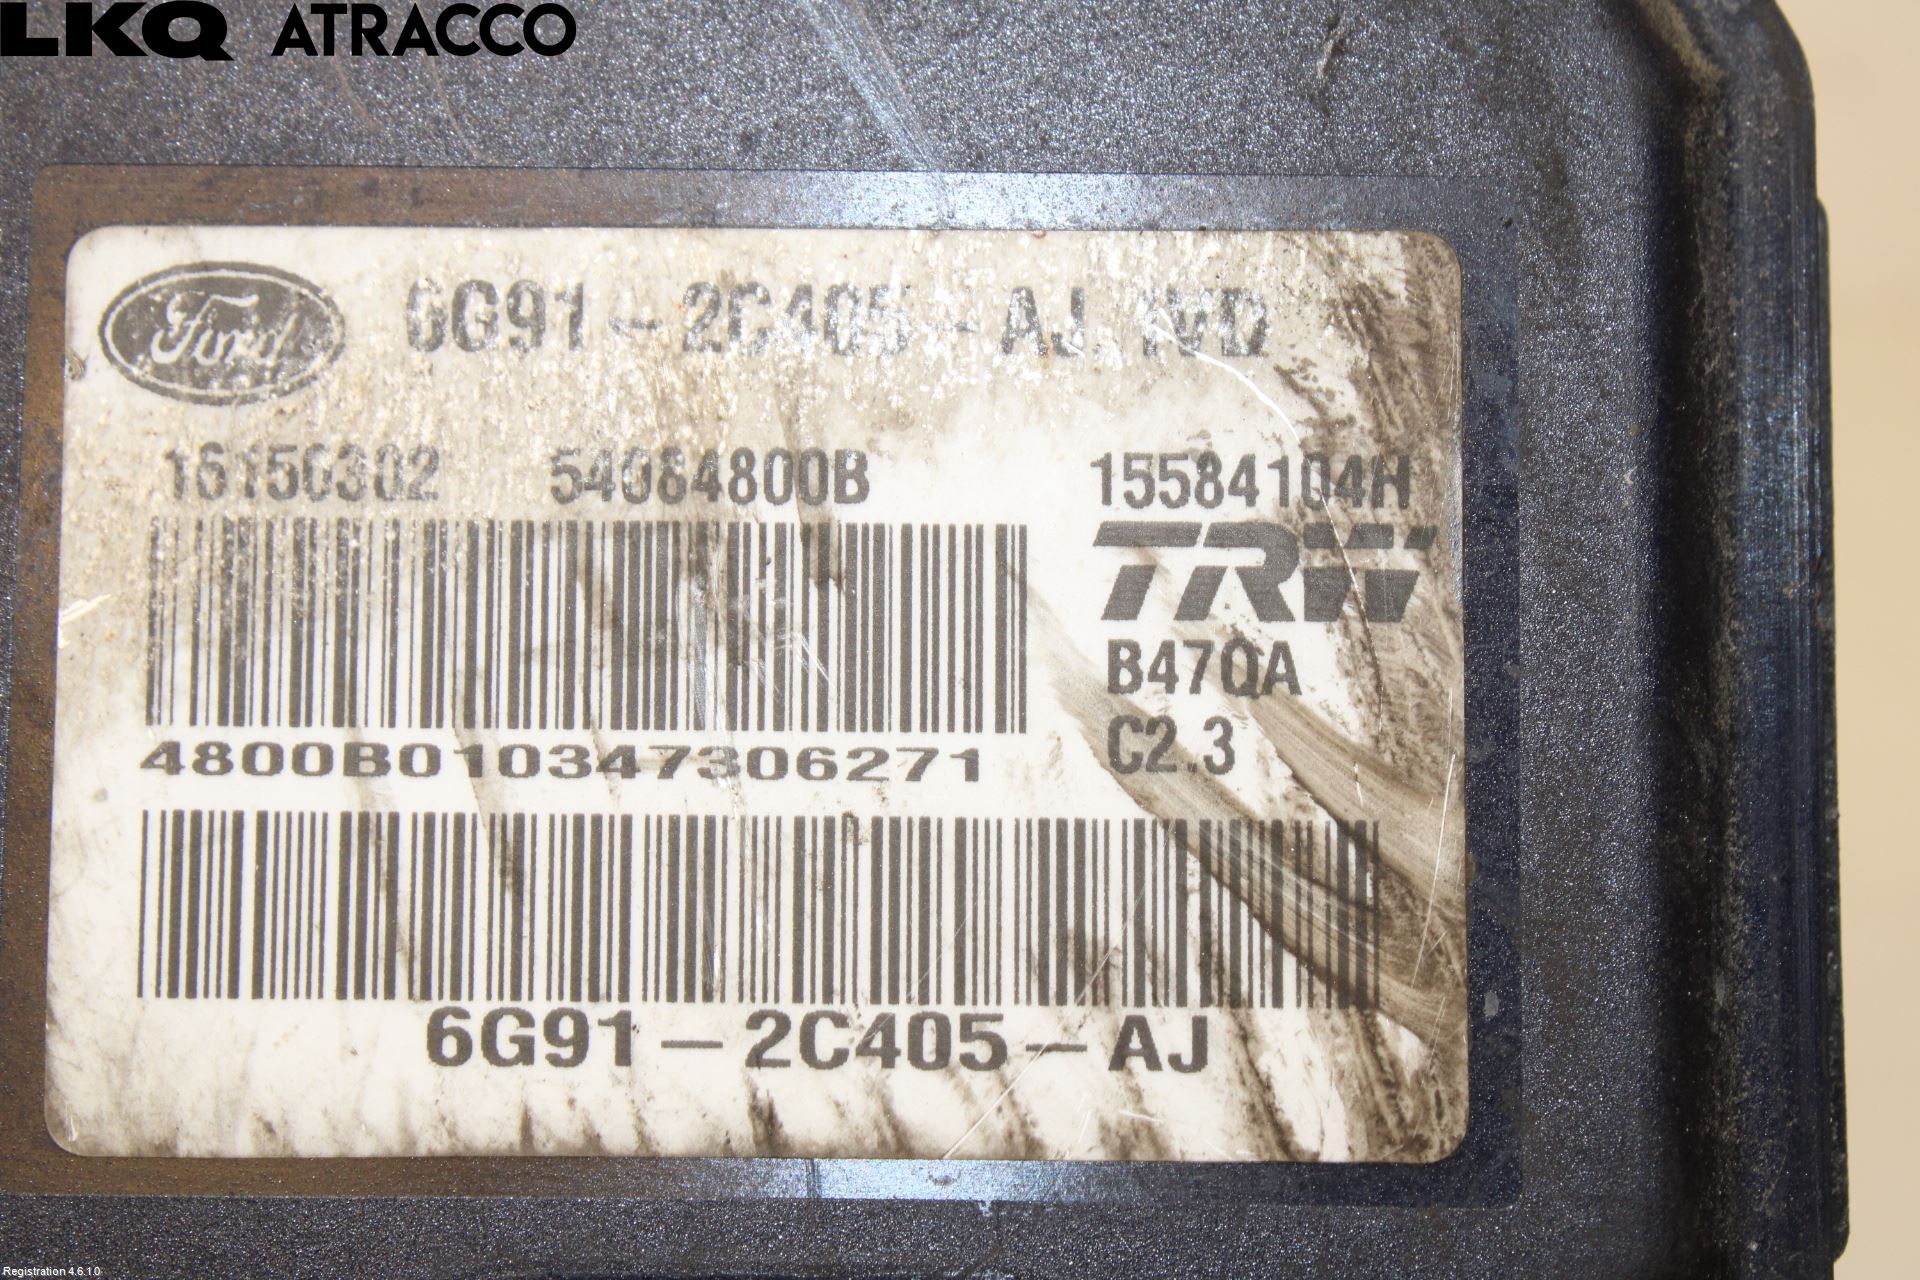 LKQ ATRACCO
Ford 6G91-2C405-AJ IVD
16150302 54084800B 15584104H
TRW
B47QA
C2.3
4800B010347306271
6G91-2C405-AJ
Registration 4.6.1.0